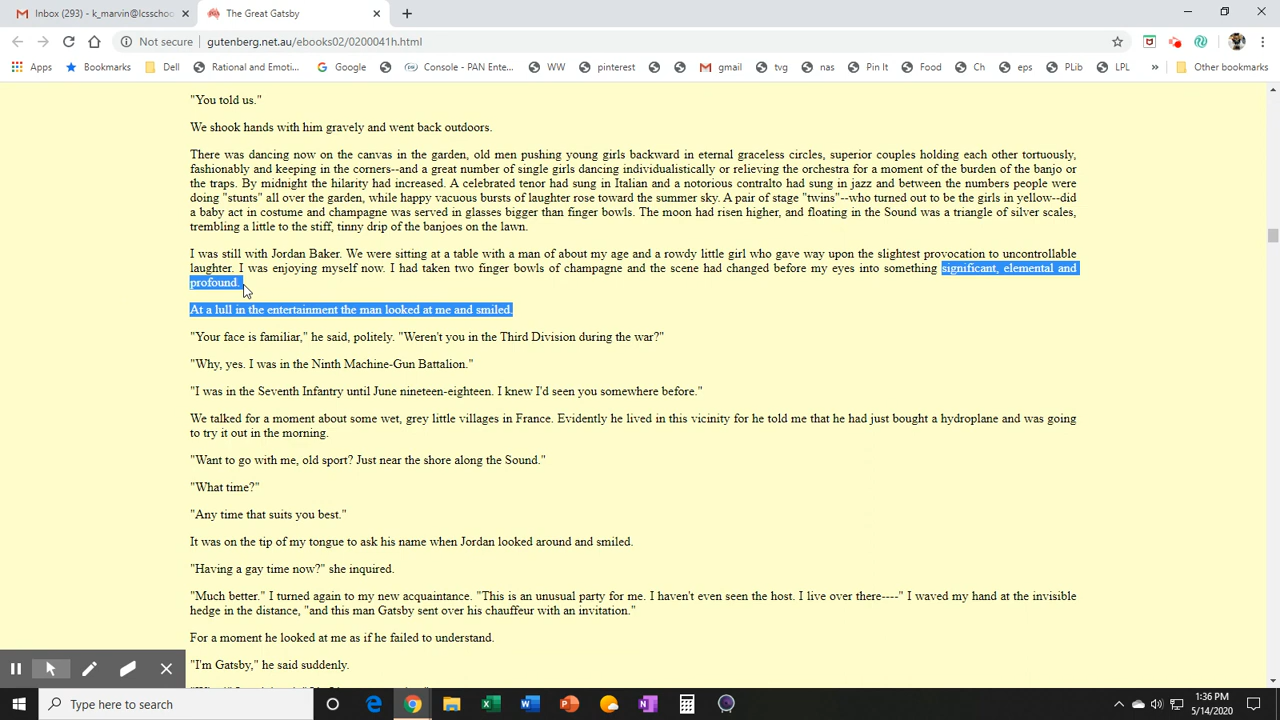 Inbox (293) - k_marvin@lcsschoo
The Great Gatsby
Not secure
gutenberg.net.au/ebooks02/0200041h.html
Apps
Bookmarks
Dell
Rational and Emoti...
Google
Console - PAN Ente...
WW
pinterest
gmail
tvg
nas
Pin It
Food
Ch
eps
PLib
LPL
»
Other bookmarks
"You told us."
We shook hands with him gravely and went back outdoors.
There was dancing now on the canvas in the garden, old men pushing young girls backward in eternal graceless circles, superior couples holding each other tortuously,
fashionably and keeping in the corners--and a great number of single girls dancing individualistically or relieving the orchestra for a moment of the burden of the banjo or
the traps. By midnight the hilarity had increased. A celebrated tenor had sung in Italian and a notorious contralto had sung in jazz and between the numbers people were
doing "stunts" all over the garden, while happy vacuous bursts of laughter rose toward the summer sky. A pair of stage "twins"--who turned out to be the girls in yellow--did
a baby act in costume and champagne was served in glasses bigger than finger bowls. The moon had risen higher, and floating in the Sound was a triangle of silver scales,
trembling a little to the stiff, tinny drip of the banjoes on the lawn.
I was still with Jordan Baker. We were sitting at a table with a man of about my age and a rowdy little girl who gave way upon the slightest provocation to uncontrollable
laughter. I was enjoying myself now. I had taken two finger bowls of champagne and the scene had changed before my eyes into something significant, elemental and
profound.
At a lull in the entertainment the man looked at me and smiled.
"Your face is familiar," he said, politely. "Weren't you in the Third Division during the war?"
"Why, yes. I was in the Ninth Machine-Gun Battalion."
"I was in the Seventh Infantry until June nineteen-eighteen. I knew I'd seen you somewhere before."
We talked for a moment about some wet, grey little villages in France. Evidently he lived in this vicinity for he told me that he had just bought a hydroplane and was going
to try it out in the morning.
"Want to go with me, old sport? Just near the shore along the Sound."
"What time?"
"Any time that suits you best."
It was on the tip of my tongue to ask his name when Jordan looked around and smiled.
"Having a gay time now?" she inquired.
"Much better." I turned again to my new acquaintance. "This is an unusual party for me. I haven't even seen the host. I live over there----" I waved my hand at the invisible
hedge in the distance, "and this man Gatsby sent over his chauffeur with an invitation."
For a moment he looked at me as if he failed to understand.
"I'm Gatsby," he said suddenly.
Type here to search
1:36 PM
5/14/2020